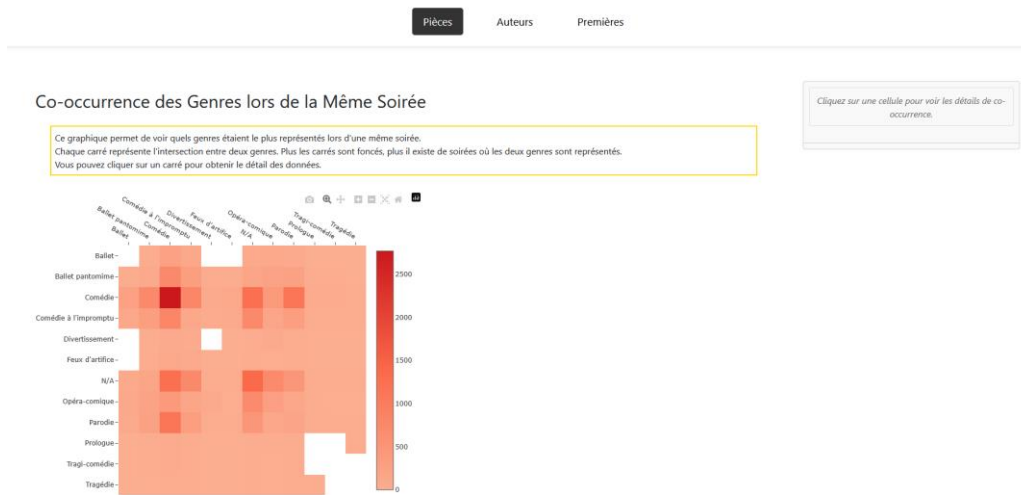 Pièces
Auteurs
Premières
Co-occurrence des Genres lors de la Même Soirée
Cliquez sur une cellule pour voir les détails de co-
occurrence.
Ce graphique permet de voir quels genres étaient le plus représentés lors d'une même soirée.
Chaque carré représente l'intersection entre deux genres. Plus les carrés sont foncés, plus il existe de soirées où les deux genres sont représentés.
Vous pouvez cliquer sur un carré pour obtenir le détail des données.
Ballet
Ballet pantomime
Comédie
Comédie à l'impromptu
Divertissement
Feux d'artifice
N/A
Opéra-comique
Parodie
Prologue
Tragi-comédie
Tragédie
Ballet
Ballet pantomime
Comédie
Comédie à l'impromptu
Divertissement
Feux d'artifice
N/A
Opéra-comique
Parodie
Prologue
Tragi-comédie
Tragédie
2500
2000
1500
1000
500
0